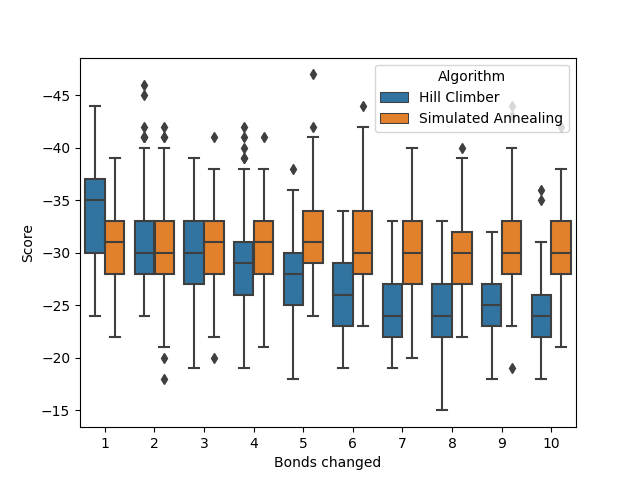 Algorithm
Hill Climber
Simulated Annealing
Score
−45
−40
−35
−30
−25
−20
−15
1 2 3 4 5 6 7 8 9 10
Bonds changed